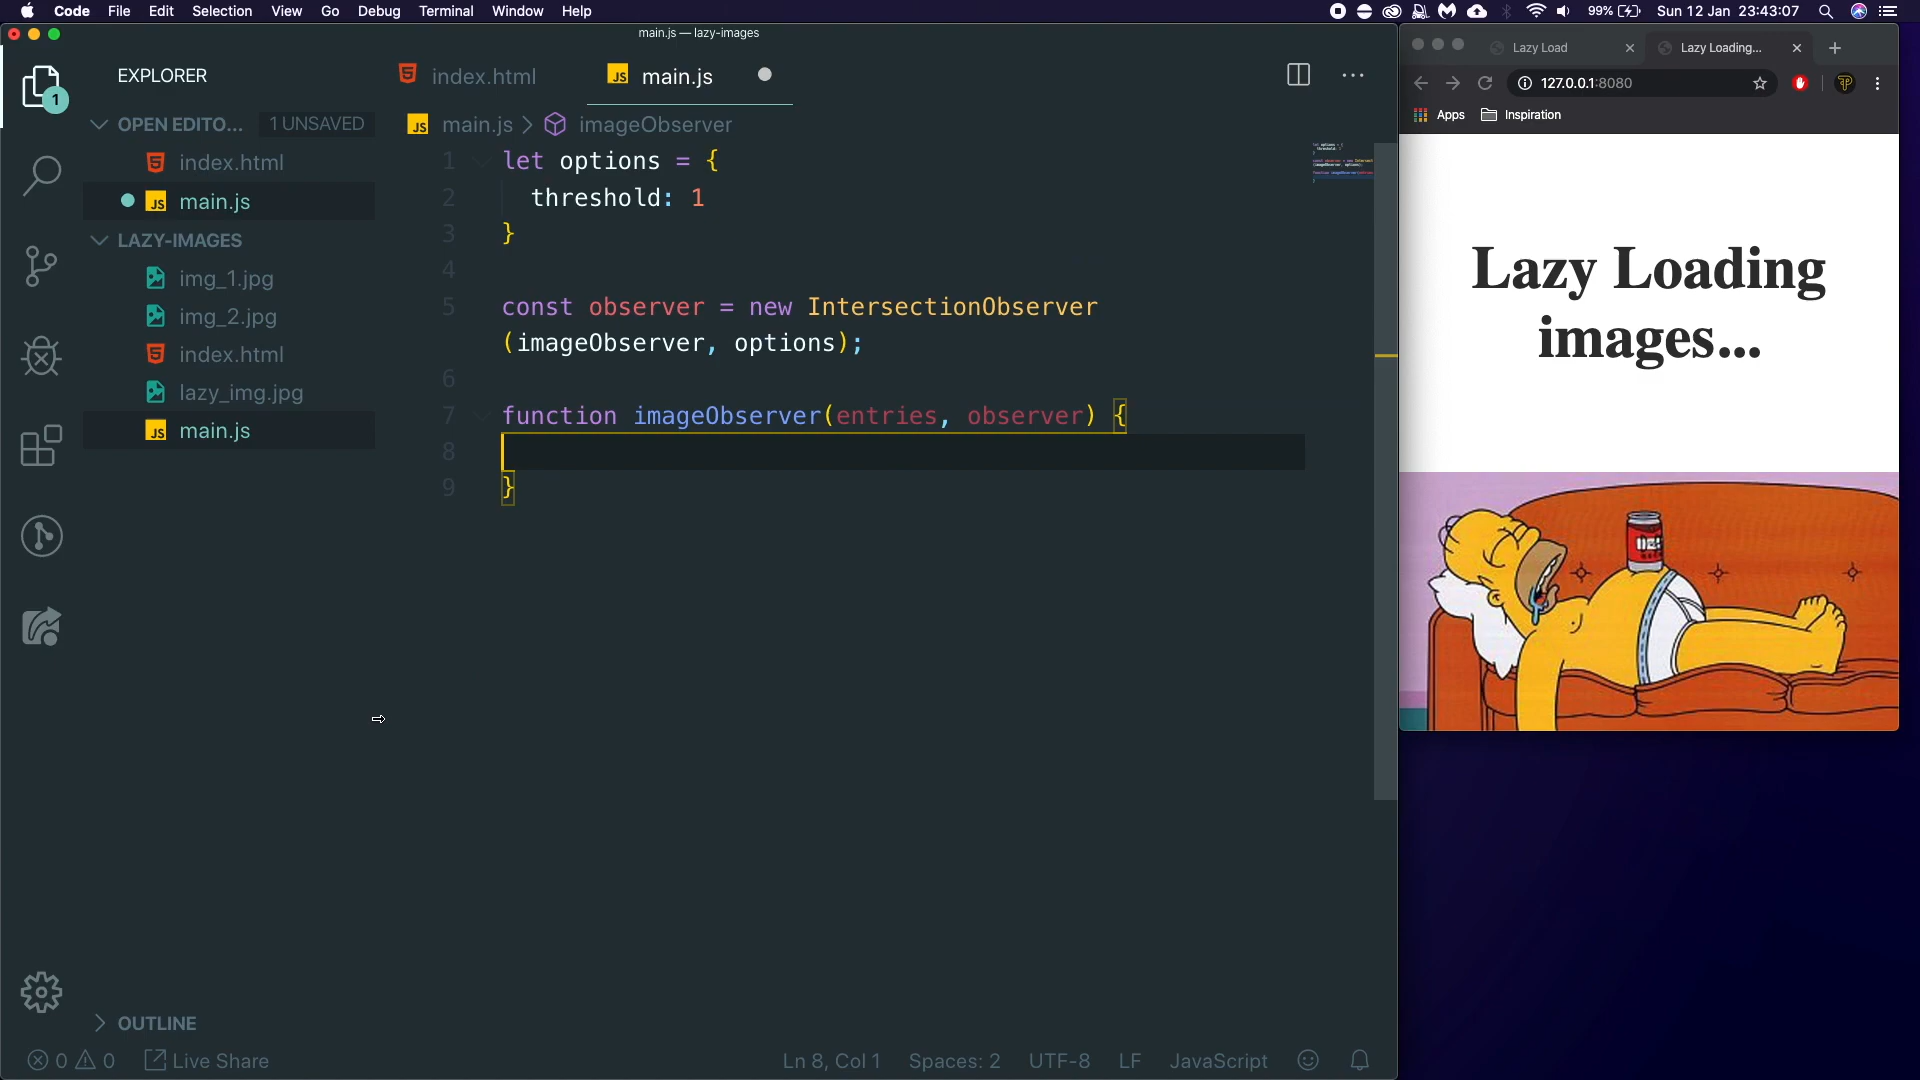 Code File Edit Selection View Go Debug Terminal Window Help 99% Sun 12 Jan 23:43:07
main.js — lazy-images
EXPLORER
OPEN EDITO... 1 UNSAVED
index.html
main.js
LAZY-IMAGES
img_1.jpg
img_2.jpg
index.html
lazy_img.jpg
main.js
OUTLINE
index.html
JS main.js
JS main.js > imageObserver
1 let options = {
2 threshold: 1
3 }
4
5 const observer = new IntersectionObserver
(imageObserver, options);
6
7 function imageObserver(entries, observer) {
8
9 }
0 0 Live Share Ln 8, Col 1 Spaces: 2 UTF-8 LF JavaScript
Lazy Load
Lazy Loading...
127.0.0.1:8080
Apps Inspiration
Lazy Loading
images...